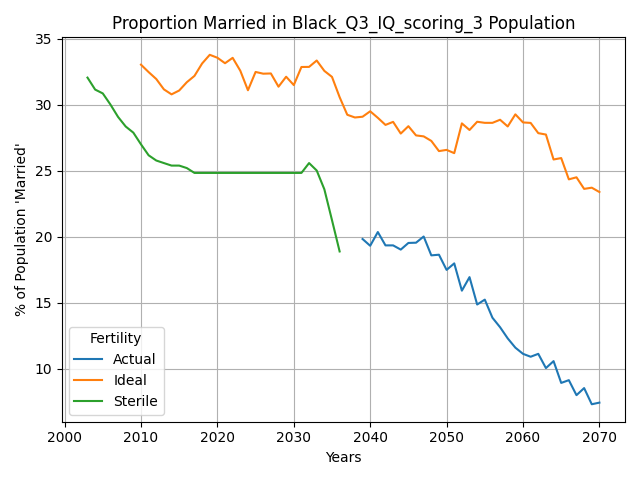 Proportion Married in Black_Q3_IQ_scoring_3 Population
% of Population 'Married'
35
30
25
20
15
10
Fertility
Actual
Ideal
Sterile
2000 2010 2020 2030 2040 2050 2060 2070
Years